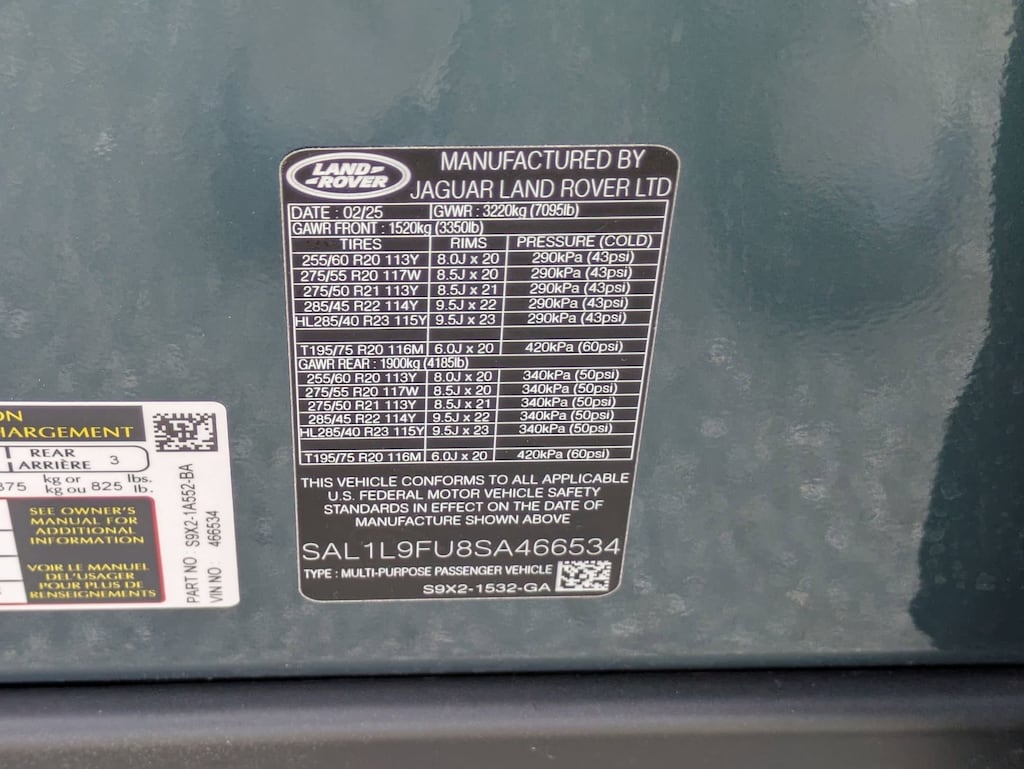 LAND ROVER
MANUFACTURED BY
JAGUAR LAND ROVER LTD
DATE : 02/25 GVWR : 3220kg (7095lb)
GAWR FRONT : 1520kg (3350lb)
TIRES RIMS PRESSURE (COLD)
255/60 R20 113Y 8.0J x 20 290kPa (43psi)
275/55 R20 117W 8.5J x 20 290kPa (43psi)
275/50 R21 113Y 8.5J x 21 290kPa (43psi)
285/45 R22 114Y 9.5J x 22 290kPa (43psi)
HL285/40 R23 115Y 9.5J x 23 290kPa (43psi)
T195/75 R20 116M 6.0J x 20 420kPa (60psi)
GAWR REAR : 1900kg (4185lb)
255/60 R20 113Y 8.0J x 20 340kPa (50psi)
275/55 R20 117W 8.5J x 20 340kPa (50psi)
275/50 R21 113Y 8.5J x 21 340kPa (50psi)
285/45 R22 114Y 9.5J x 22 340kPa (50psi)
HL285/40 R23 115Y 9.5J x 23 340kPa (50psi)
T195/75 R20 116M 6.0J x 20 420kPa (60psi)
THIS VEHICLE CONFORMS TO ALL APPLICABLE
U.S. FEDERAL MOTOR VEHICLE SAFETY
STANDARDS IN EFFECT ON THE DATE OF
MANUFACTURE SHOWN ABOVE
SAL1L9FU8SA466534
TYPE : MULTI-PURPOSE PASSENGER VEHICLE
S9X2-1532-GA
ON
HARGEMENT
REAR
ARRIÈRE 3
375 kg or
kg ou 825 lbs.
lb.
SEE OWNER'S
MANUAL FOR
ADDITIONAL
INFORMATION
VOIR LE MANUEL
DEL'USAGER
POUR PLUS DE
RENSEIGNEMENTS
PART NO : S9X2-1A552-BA
VIN NO : 466534